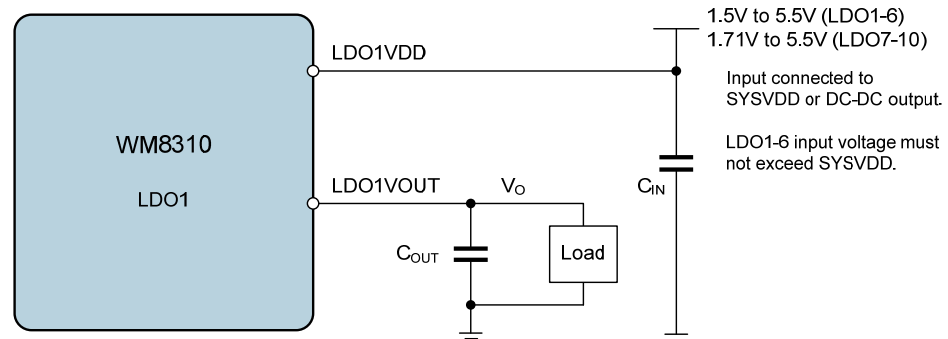 1.5V to 5.5V (LDO1-6)
1.71V to 5.5V (LDO7-10)
LDO1VDD
Input connected to
SYSVDD or DC-DC output.
WM8310
LDO1
LDO1-6 input voltage must
not exceed SYSVDD.
LDO1VOUT
VO
CIN
COUT
Load